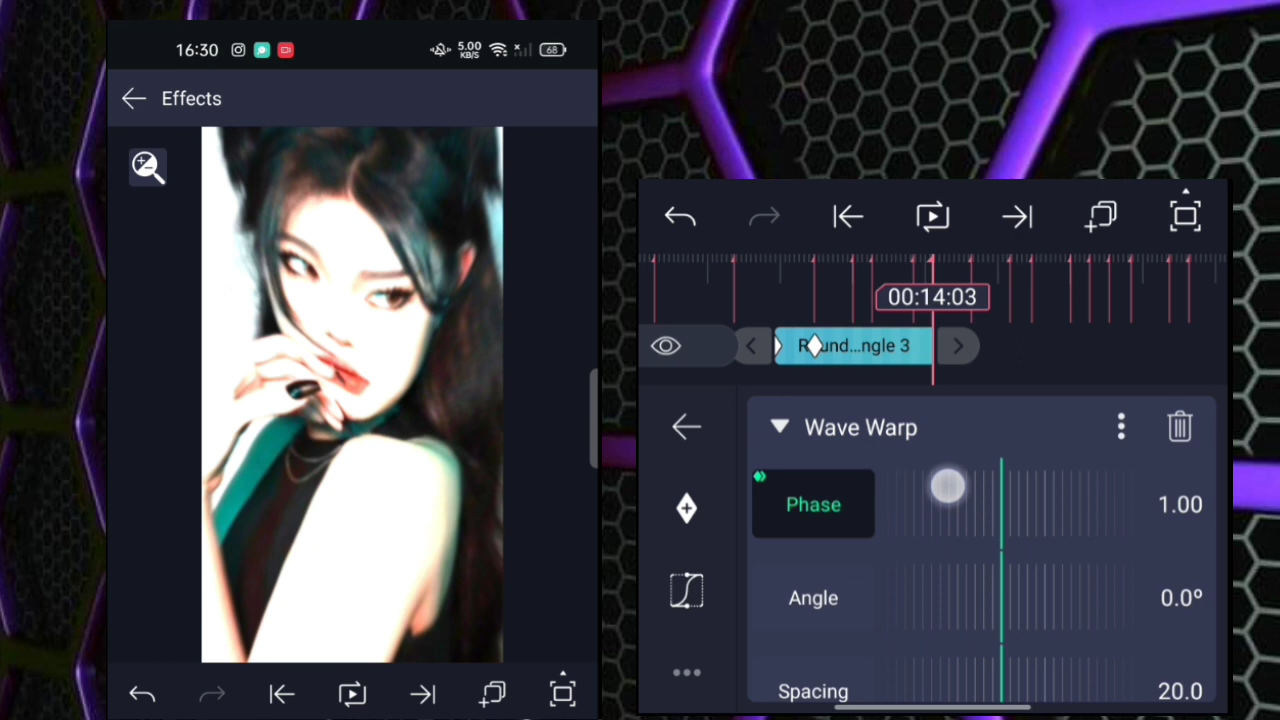 16:30
5.00
KB/S
68
Effects
00:14:03
Round...ngle 3
Wave Warp
Phase
1.00
Angle
0.0º
Spacing
20.0